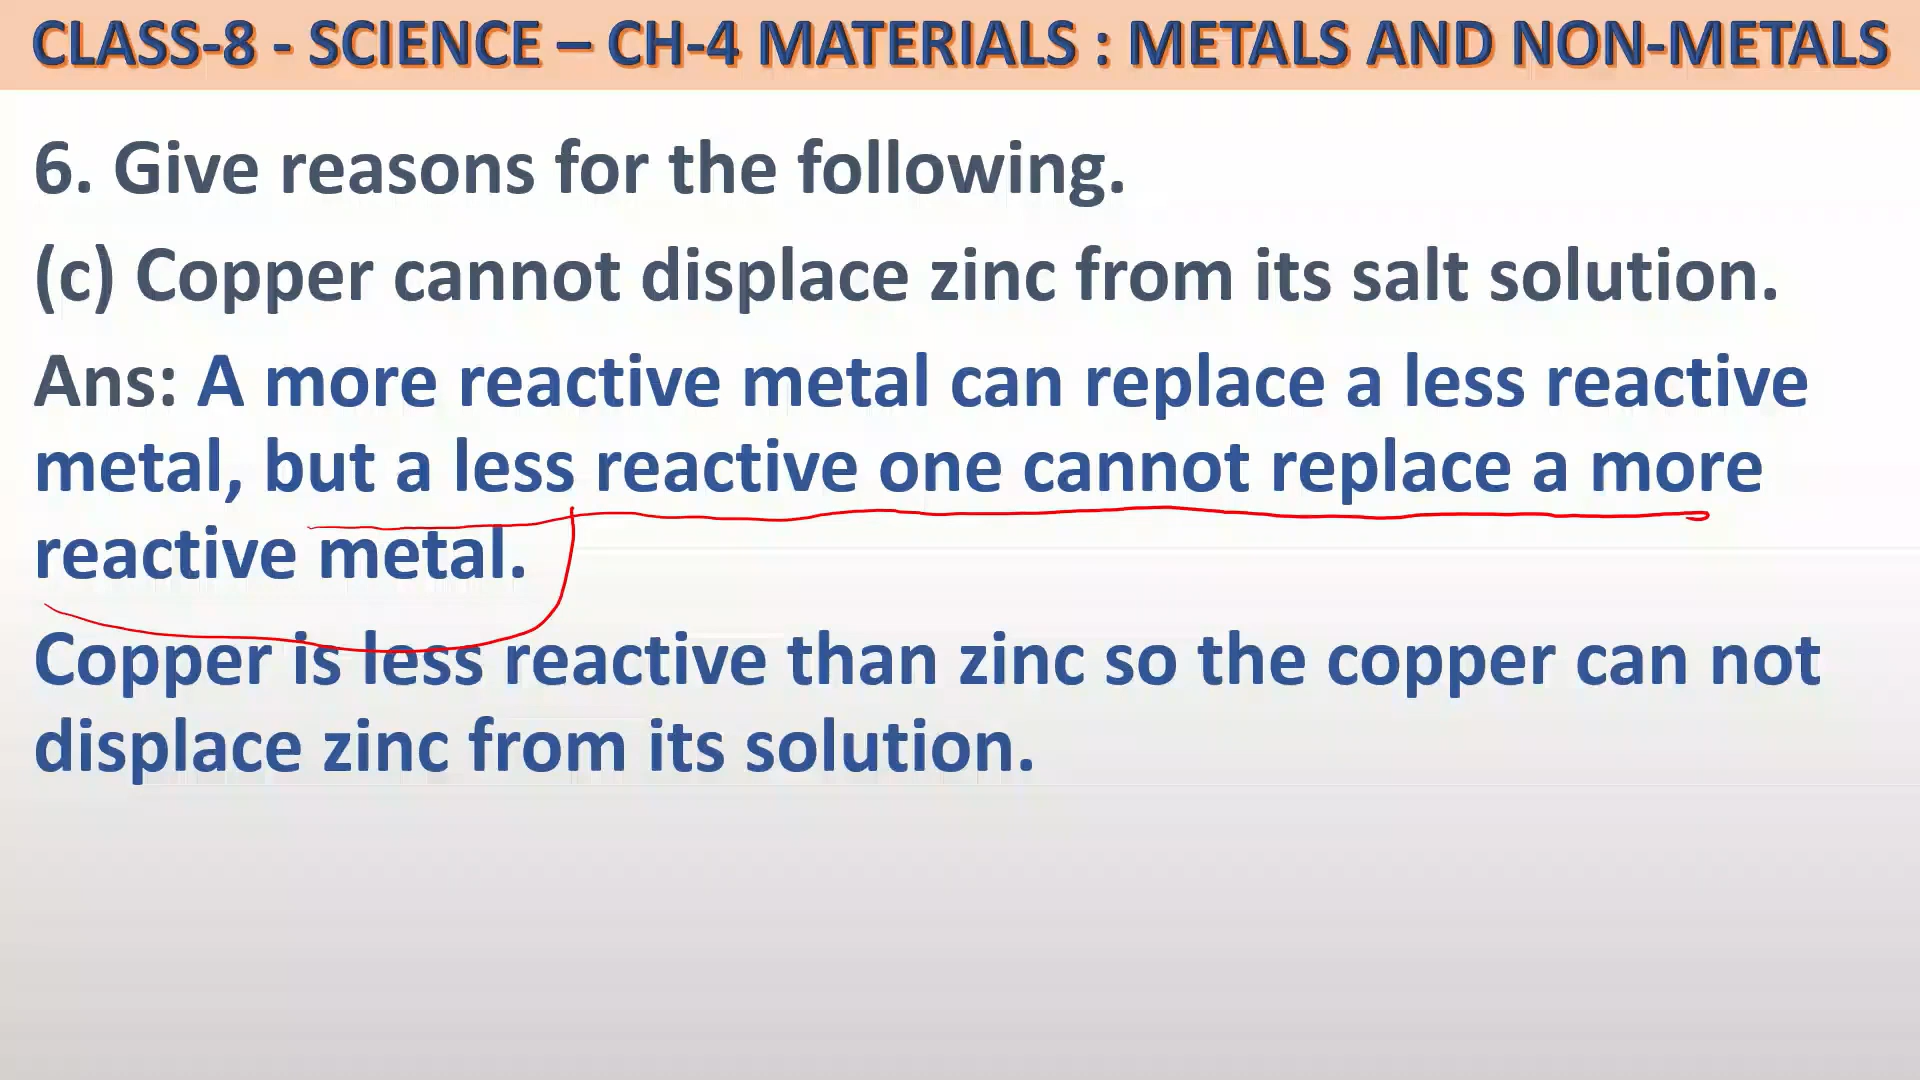 CLASS-8 - SCIENCE – CH-4 MATERIALS : METALS AND NON-METALS
6. Give reasons for the following.
(c) Copper cannot displace zinc from its salt solution.
Ans: A more reactive metal can replace a less reactive
metal, but a less reactive one cannot replace a more
reactive metal.
Copper is less reactive than zinc so the copper can not
displace zinc from its solution.